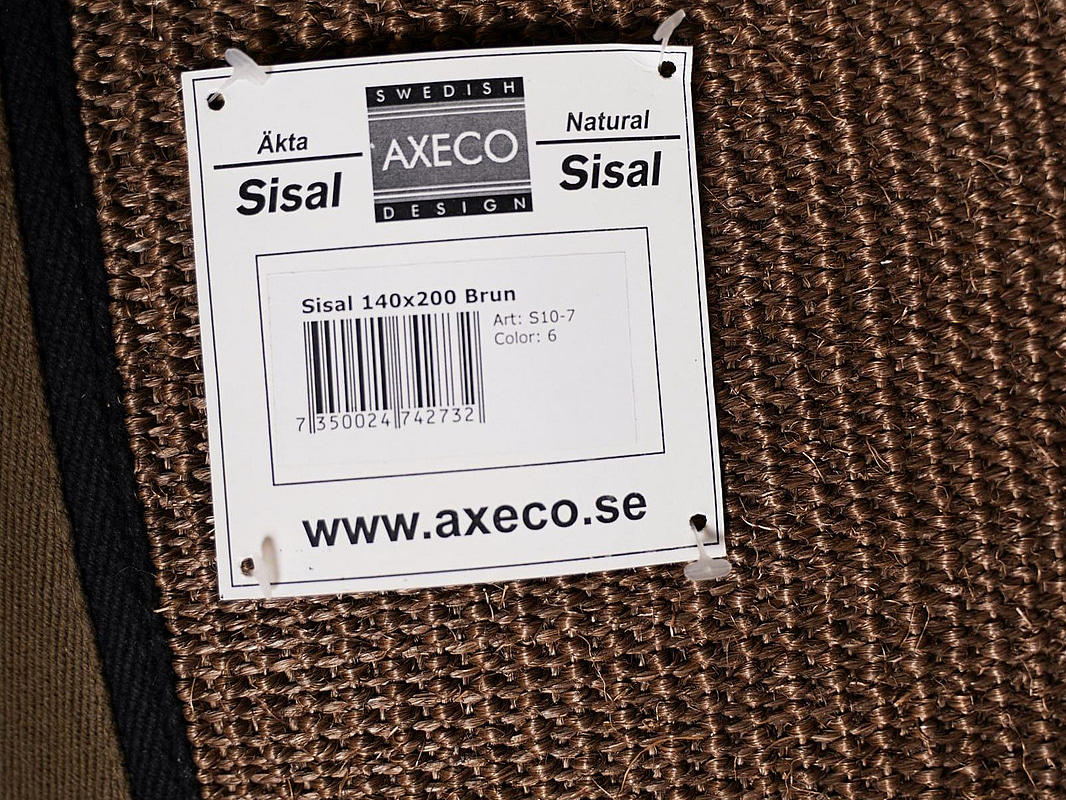 SWEDISH
AXECO
DESIGN
Äkta
Sisal
Natural
Sisal
Sisal 140x200 Brun
Art: S10-7
Color: 6
7 350024 742732
www.axeco.se